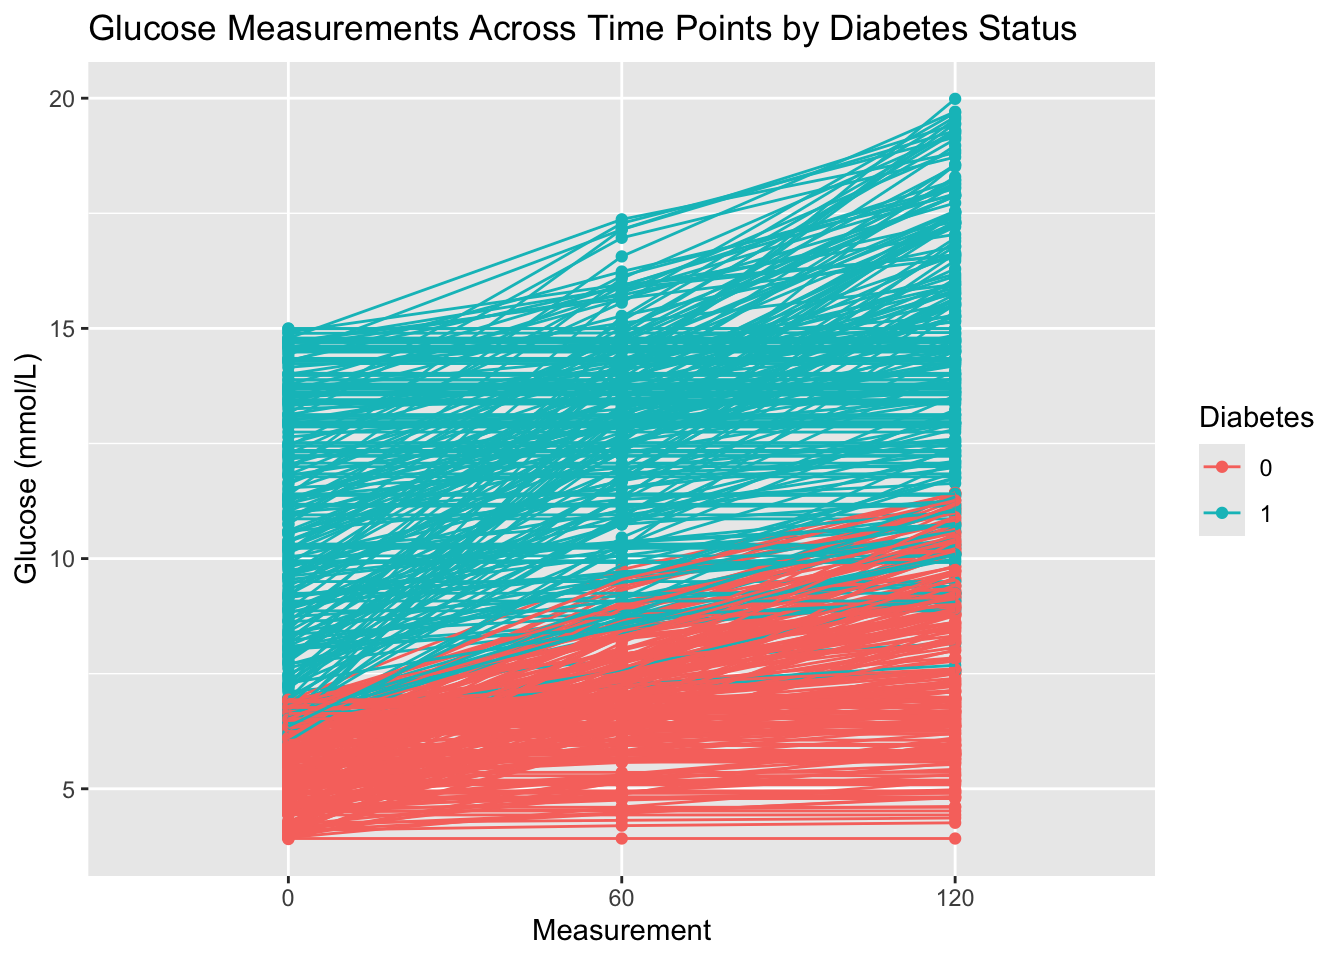 Glucose Measurements Across Time Points by Diabetes Status
20
15
10
5
Glucose (mmol/L)
0
60
120
Measurement
Diabetes
0
1